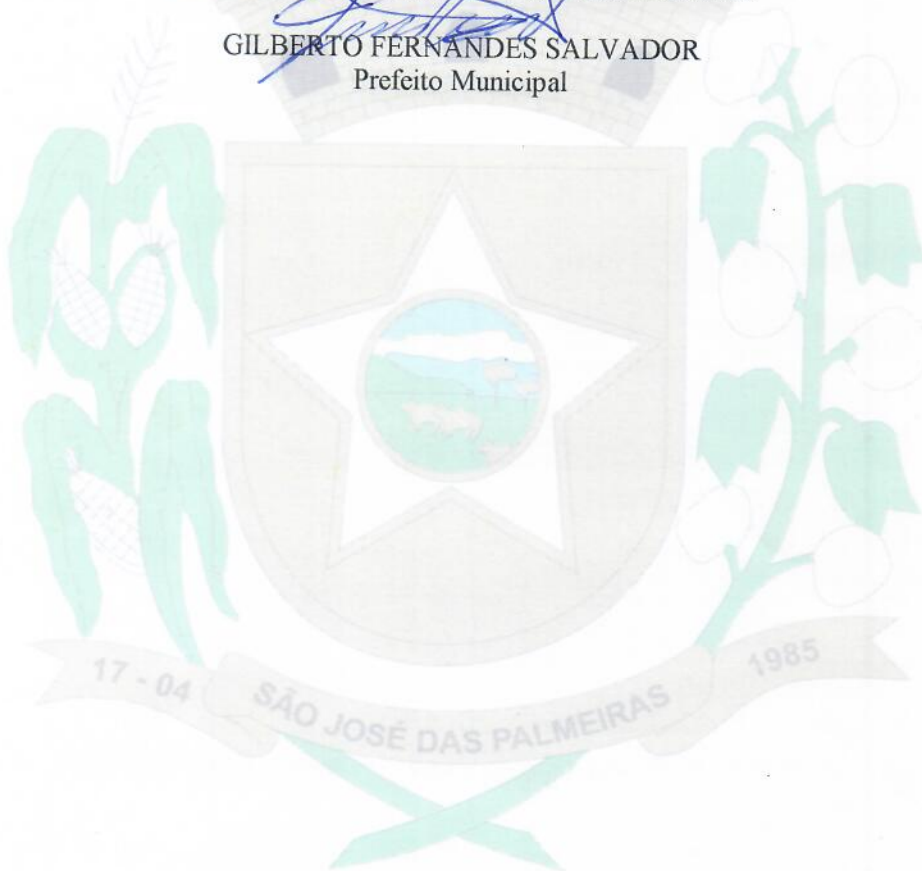 GILBERTO FERNANDES SALVADOR
Prefeito Municipal
17 - 04
SÃO JOSÉ DAS PALMEIRAS
1985